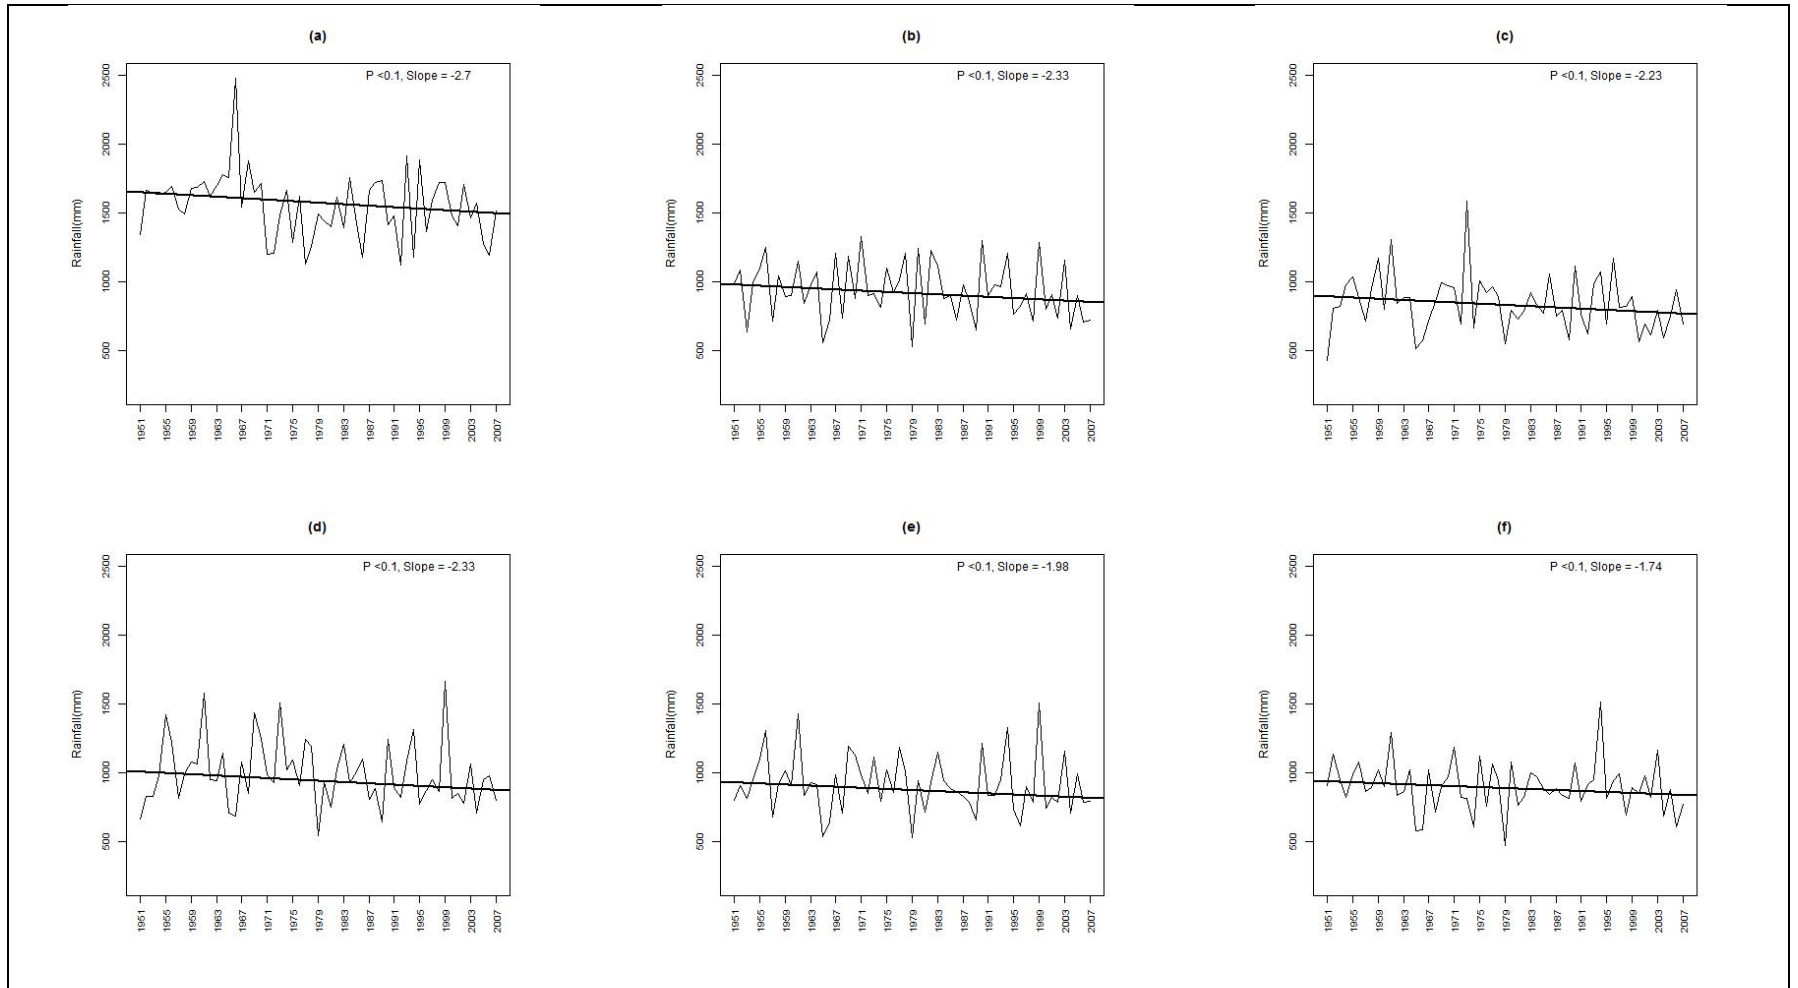 (a)
P <0.1, Slope = -2.7
Rainfall(mm)
2500
2000
1500
1000
500
1951 1955 1959 1963 1967 1971 1975 1979 1983 1987 1991 1995 1999 2003 2007
(b)
P <0.1, Slope = -2.33
Rainfall(mm)
2500
2000
1500
1000
500
1951 1955 1959 1963 1967 1971 1975 1979 1983 1987 1991 1995 1999 2003 2007
(c)
P <0.1, Slope = -2.23
Rainfall(mm)
2500
2000
1500
1000
500
1951 1955 1959 1963 1967 1971 1975 1979 1983 1987 1991 1995 1999 2003 2007
(d)
P <0.1, Slope = -2.33
Rainfall(mm)
2500
2000
1500
1000
500
1951 1955 1959 1963 1967 1971 1975 1979 1983 1987 1991 1995 1999 2003 2007
(e)
P <0.1, Slope = -1.98
Rainfall(mm)
2500
2000
1500
1000
500
1951 1955 1959 1963 1967 1971 1975 1979 1983 1987 1991 1995 1999 2003 2007
(f)
P <0.1, Slope = -1.74
Rainfall(mm)
2500
2000
1500
1000
500
1951 1955 1959 1963 1967 1971 1975 1979 1983 1987 1991 1995 1999 2003 2007